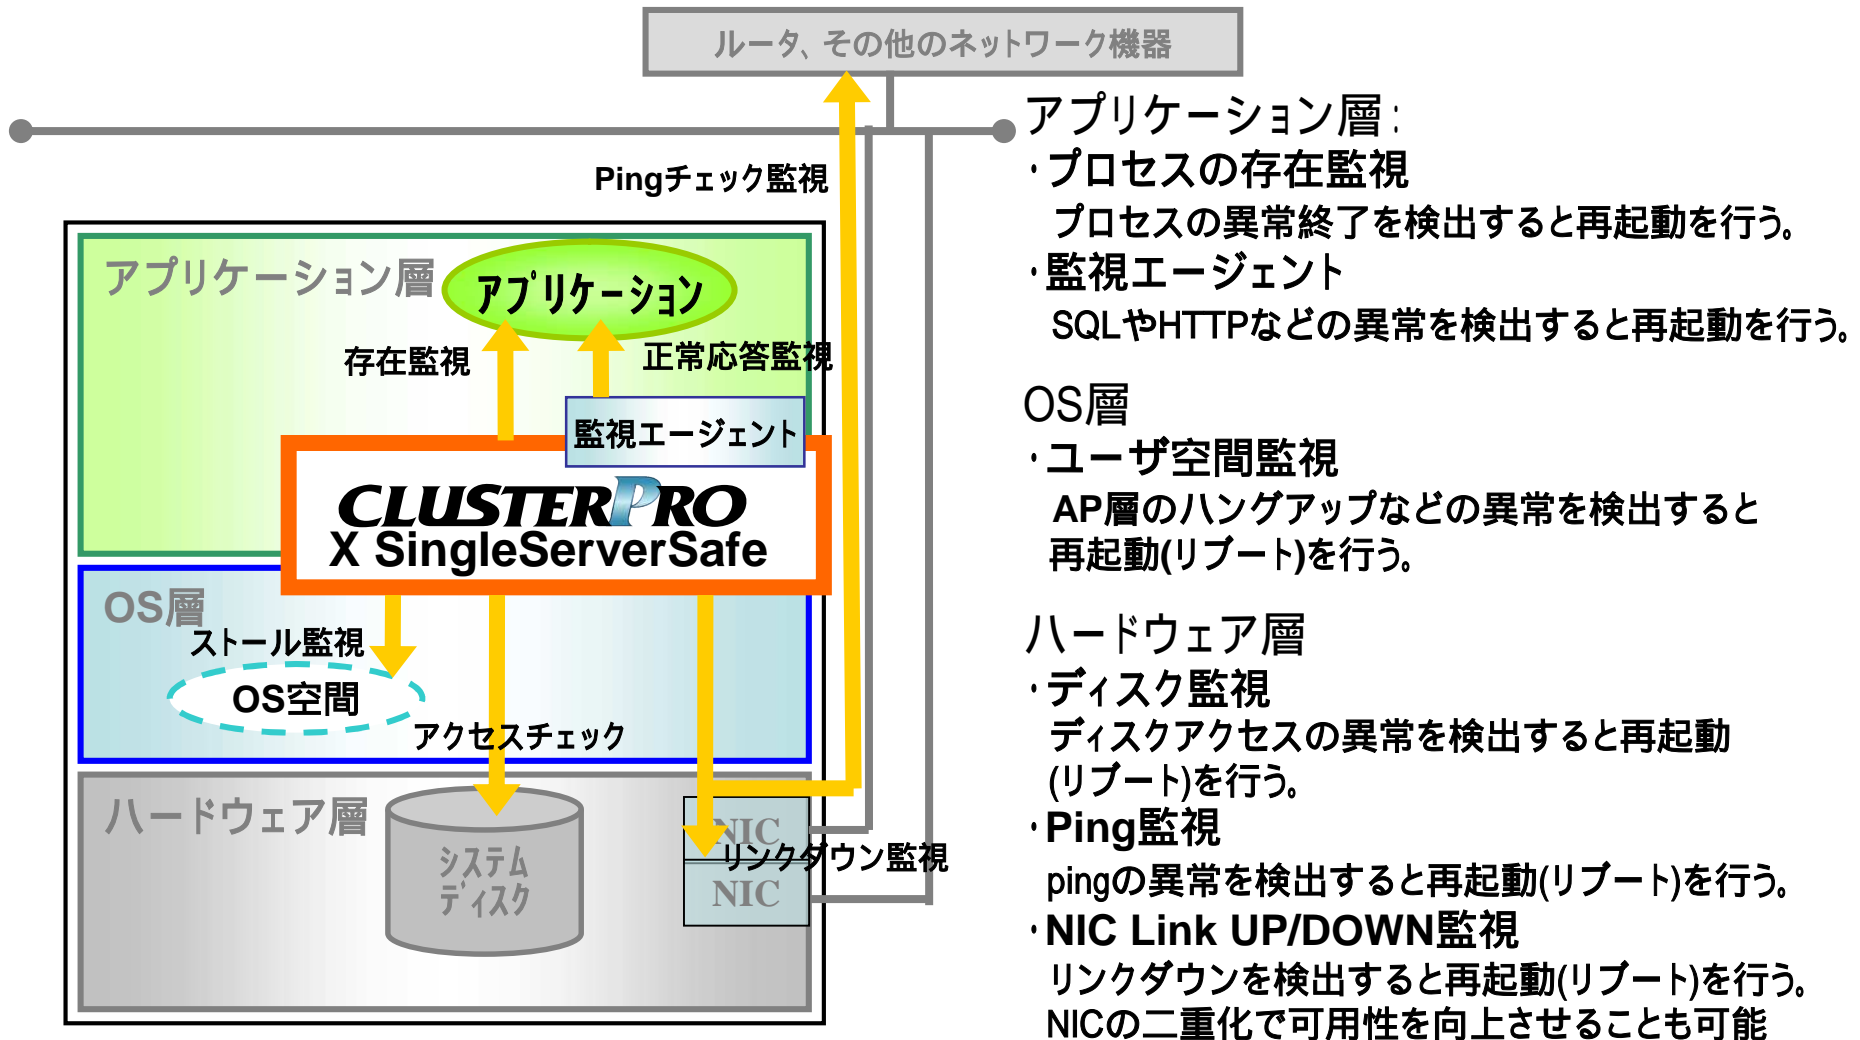 ルータ、その他のネットワーク機器
Pingチェック監視
アプリケーション層
アプリケーション
存在監視
正常応答監視
監視エージェント
CLUSTERPRO
X SingleServerSafe
OS層
ストール監視
OS空間
アクセスチェック
ハードウェア層
システム
ディスク
NIC
リンクダウン監視
NIC
アプリケーション層：
・プロセスの存在監視
プロセスの異常終了を検出すると再起動を行う。
・監視エージェント
SQLやHTTPなどの異常を検出すると再起動を行う。
OS層
・ユーザ空間監視
AP層のハングアップなどの異常を検出すると
再起動(リブート)を行う。
ハードウェア層
・ディスク監視
ディスクアクセスの異常を検出すると再起動
(リブート)を行う。
・Ping監視
pingの異常を検出すると再起動(リブート)を行う。
・NIC Link UP/DOWN監視
リンクダウンを検出すると再起動(リブート)を行う。
NICの二重化で可用性を向上させることも可能